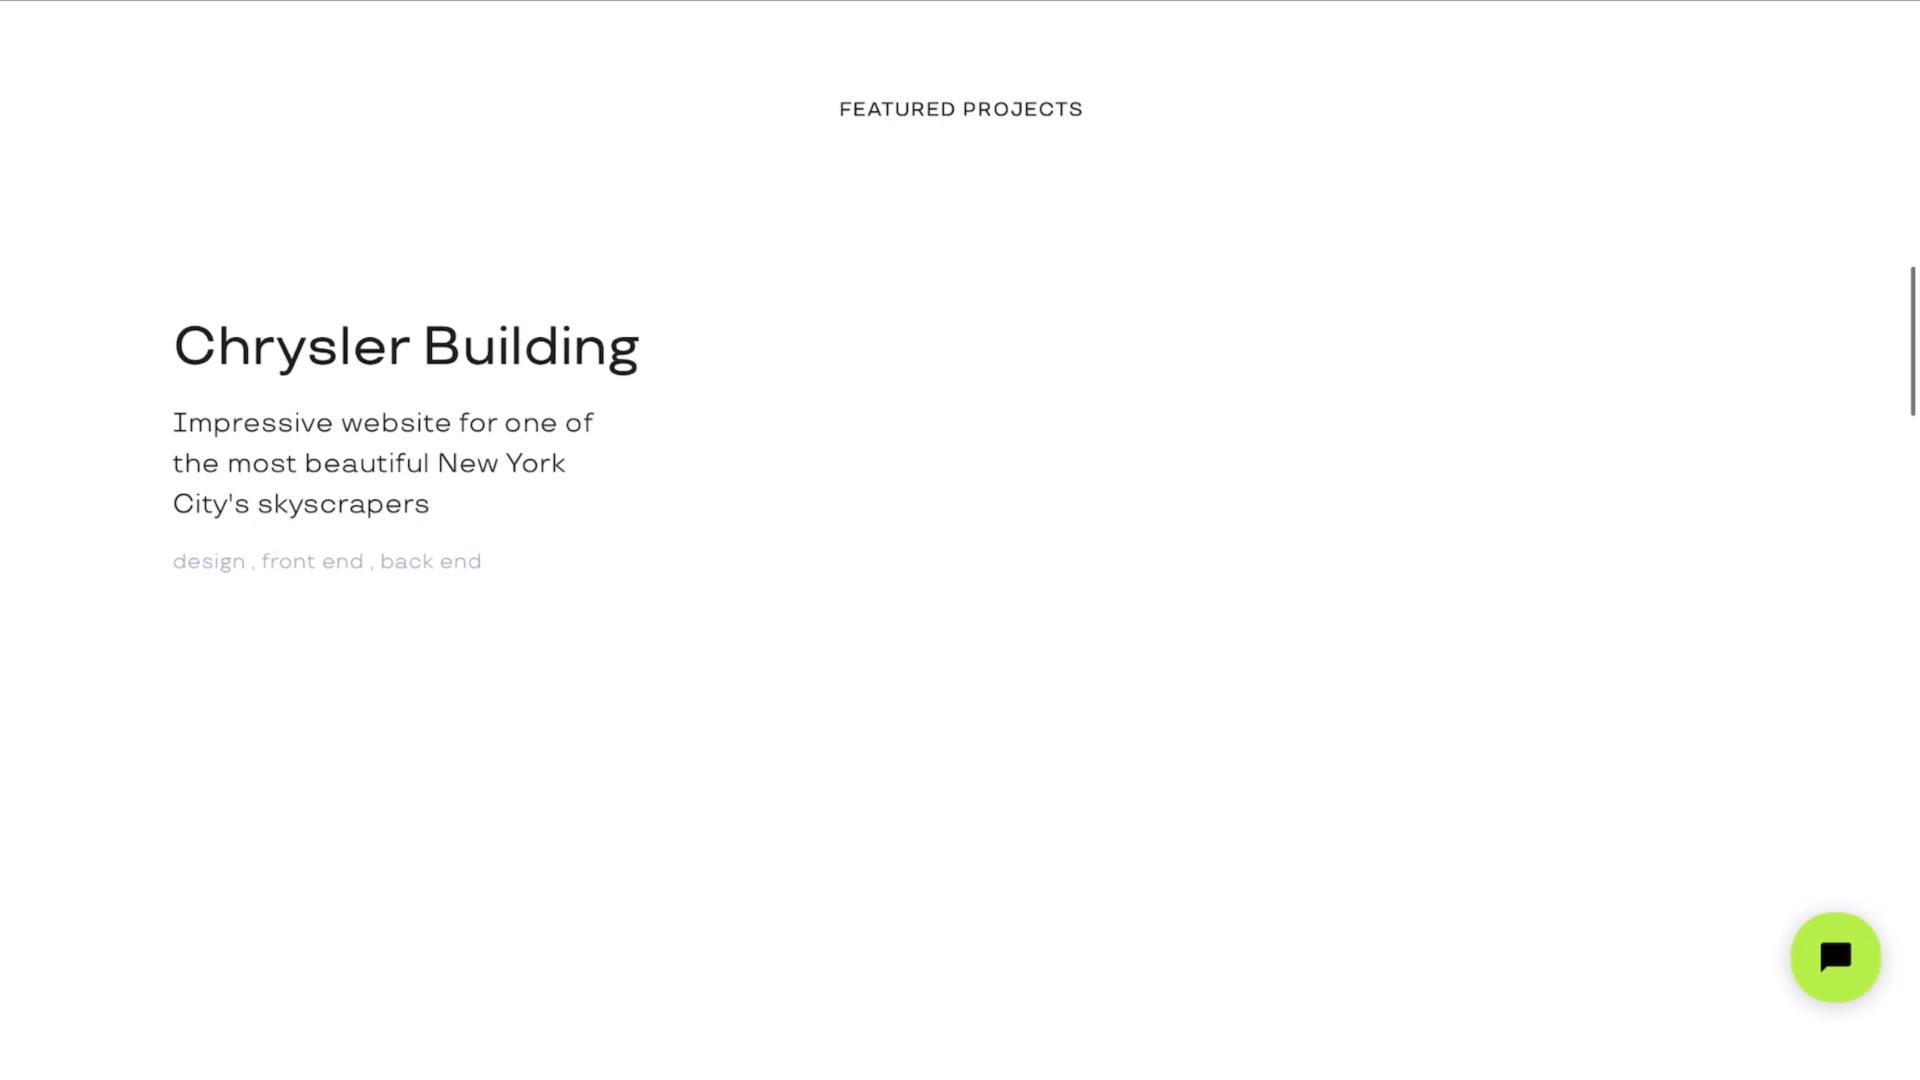 FEATURED PROJECTS
Chrysler Building
Impressive website for one of
the most beautiful New York
City's skyscrapers
design , front end , back end